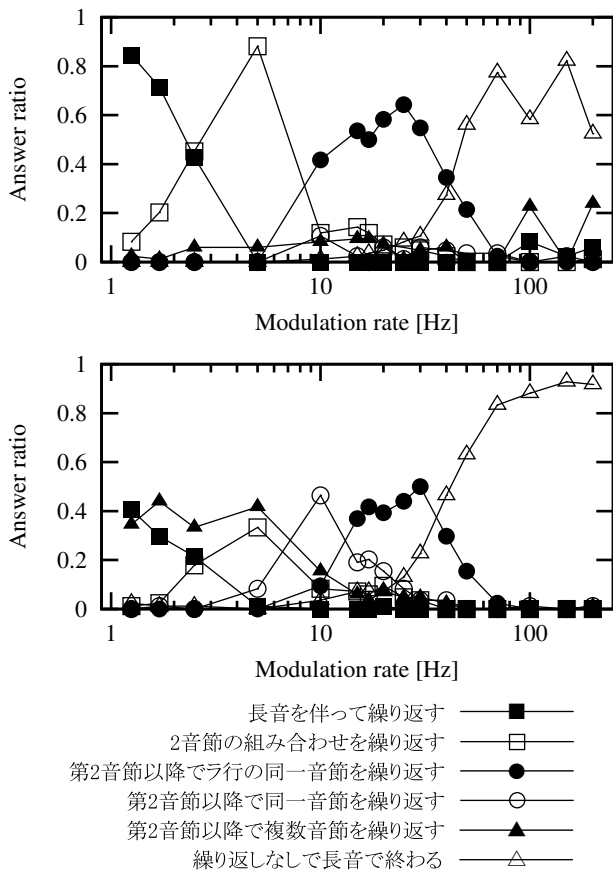 1
0.8
0.6
0.4
0.2
0
Answer ratio
1 10 100
Modulation rate [Hz]
1
0.8
0.6
0.4
0.2
0
Answer ratio
1 10 100
Modulation rate [Hz]
長音を伴って繰り返す
2音節の組み合わせを繰り返す
第2音節以降でラ行の同一音節を繰り返す
第2音節以降で同一音節を繰り返す
第2音節以降で複数音節を繰り返す
繰り返しなしで長音で終わる